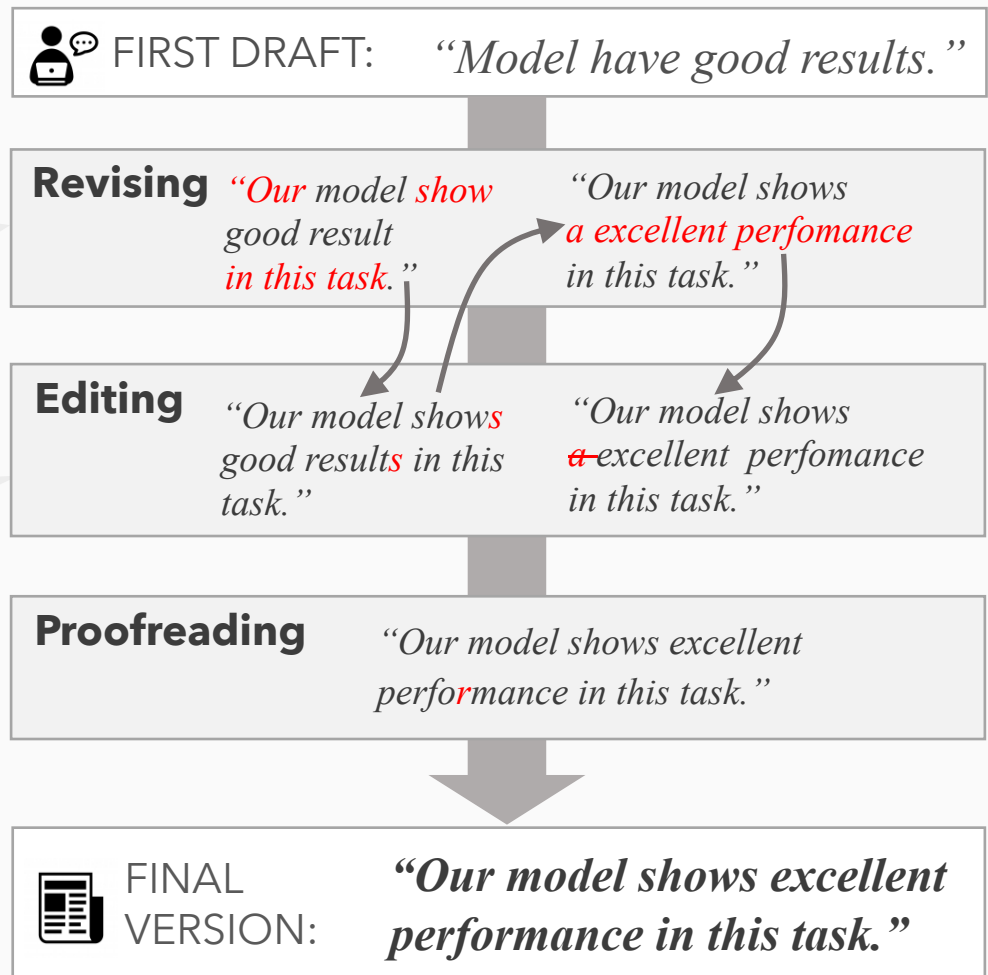 FIRST DRAFT: “Model have good results.”
Revising
“Our model show
good result
in this task.”
“Our model shows
a excellent perfomance
in this task.”
Editing
“Our model shows
good results in this
task.”
“Our model shows
a excellent perfomance
in this task.”
Proofreading
“Our model shows excellent
performance in this task.”
FINAL
VERSION:
“Our model shows excellent
performance in this task.”